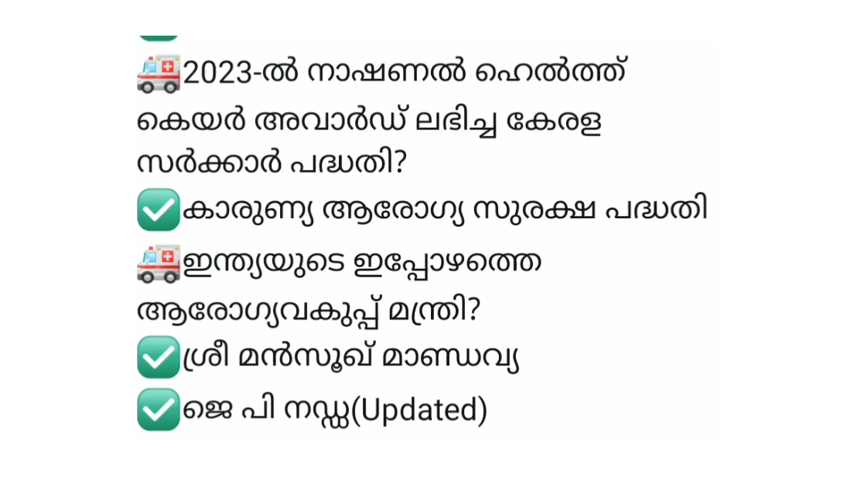 🚑2023-ൽ നാഷണൽ ഹെൽത്ത്
കെയർ അവാർഡ് ലഭിച്ച കേരള
സർക്കാർ പദ്ധതി?
✅കാരുണ്യ ആരോഗ്യ സുരക്ഷ പദ്ധതി
🚑ഇന്ത്യയുടെ ഇപ്പോഴത്തെ
ആരോഗ്യവകുപ്പ് മന്ത്രി?
✅ശ്രീ മൻസൂഖ് മാണ്ഡവ്യ
✅ജെ പി നഡ്ഡ(Updated)